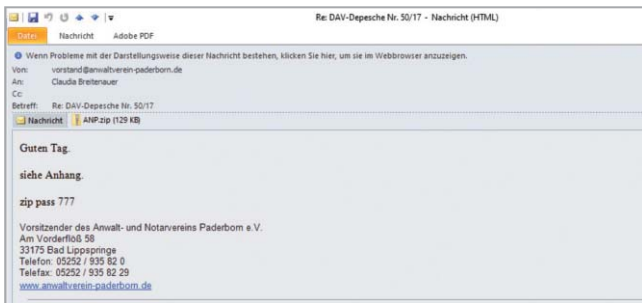 Re: DAV-Depesche Nr. 50/17 - Nachricht (HTML)
Datei Nachricht Adobe PDF
Wenn Probleme mit der Darstellungsweise dieser Nachricht bestehen, klicken Sie hier, um sie im Webbrowser anzuzeigen.
Von: vorstand@anwaltverein-paderborn.de
An: Claudia Breitenauer
Cc:
Betreff: Re: DAV-Depesche Nr. 50/17
Nachricht ANP.zip (129 KB)
Guten Tag.
siehe Anhang.
zip pass 777
Vorsitzender des Anwalt- und Notarvereins Paderborn e.V.
Am Vorderflöß 58
33175 Bad Lippspringe
Telefon: 05252 / 935 82 0
Telefax: 05252 / 935 82 29
www.anwaltverein-paderborn.de